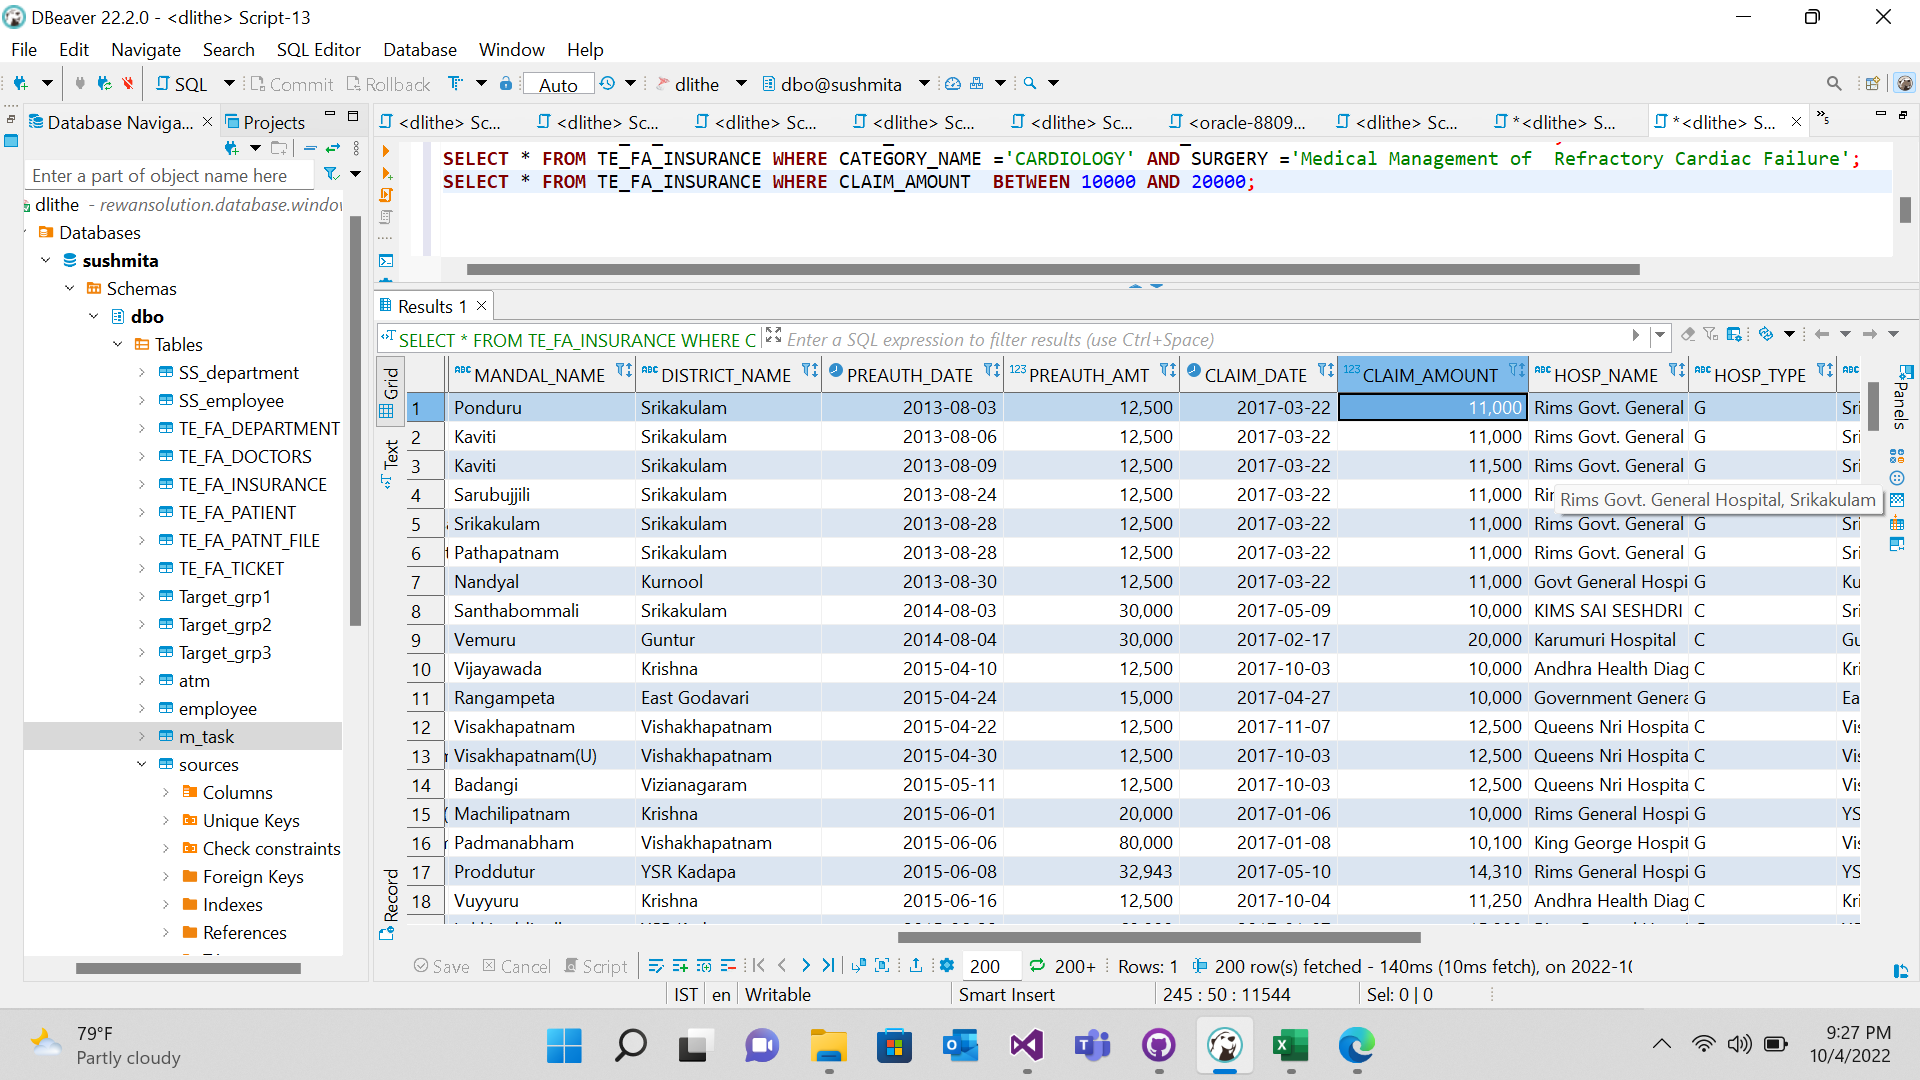 DBeaver 22.2.0 - <dlithe> Script-13
File Edit Navigate Search SQL Editor Database Window Help
SQL Commit Rollback Auto dlithe dbo@sushmita
Database Naviga... Projects
<dlithe> Sc... <dlithe> Sc... <dlithe> Sc... <dlithe> Sc... <dlithe> Sc... <oracle-8809... <dlithe> Sc... *<dlithe> S... *<dlithe> S... »5
SELECT * FROM TE_FA_INSURANCE WHERE CATEGORY_NAME ='CARDIOLOGY' AND SURGERY ='Medical Management of  Refractory Cardiac Failure';
SELECT * FROM TE_FA_INSURANCE WHERE CLAIM_AMOUNT  BETWEEN 10000 AND 20000;
Enter a part of object name here
dlithe - rewansolution.database.window
Databases
sushmita
Schemas
dbo
Tables
SS_department
SS_employee
TE_FA_DEPARTMENT
TE_FA_DOCTORS
TE_FA_INSURANCE
TE_FA_PATIENT
TE_FA_PATNT_FILE
TE_FA_TICKET
Target_grp1
Target_grp2
Target_grp3
atm
employee
m_task
sources
Columns
Unique Keys
Check constraints
Foreign Keys
Indexes
References
Results 1
SELECT * FROM TE_FA_INSURANCE WHERE C Enter a SQL expression to filter results (use Ctrl+Space)
Grid
Text
Record
Panels
ABC MANDAL_NAME ABC DISTRICT_NAME PREAUTH_DATE 123 PREAUTH_AMT CLAIM_DATE 123 CLAIM_AMOUNT ABC HOSP_NAME ABC HOSP_TYPE ABC
1 Ponduru Srikakulam 2013-08-03 12,500 2017-03-22 11,000 Rims Govt. General G Sri
2 Kaviti Srikakulam 2013-08-06 12,500 2017-03-22 11,000 Rims Govt. General G Sri
3 Kaviti Srikakulam 2013-08-09 12,500 2017-03-22 11,500 Rims Govt. General G Sri
4 Sarubujjili Srikakulam 2013-08-24 12,500 2017-03-22 11,000 Rir
Rims Govt. General Hospital, Srikakulam
5 Srikakulam Srikakulam 2013-08-28 12,500 2017-03-22 11,000 Rims Govt. General G Sri
6 Pathapatnam Srikakulam 2013-08-28 12,500 2017-03-22 11,000 Rims Govt. General G Sri
7 Nandyal Kurnool 2013-08-30 12,500 2017-03-22 11,000 Govt General Hospi G Ku
8 Santhabommali Srikakulam 2014-08-03 30,000 2017-05-09 10,000 KIMS SAI SESHDRI C Sri
9 Vemuru Guntur 2014-08-04 30,000 2017-02-17 20,000 Karumuri Hospital C Gu
10 Vijayawada Krishna 2015-04-10 12,500 2017-10-03 10,000 Andhra Health Diag C Kri
11 Rangampeta East Godavari 2015-04-24 15,000 2017-04-27 10,000 Government Genera G Ea
12 Visakhapatnam Vishakhapatnam 2015-04-22 12,500 2017-11-07 12,500 Queens Nri Hospita C Vis
13 Visakhapatnam(U) Vishakhapatnam 2015-04-30 12,500 2017-10-03 12,500 Queens Nri Hospita C Vis
14 Badangi Vizianagaram 2015-05-11 12,500 2017-10-03 12,500 Queens Nri Hospita C Viz
15 Machilipatnam Krishna 2015-06-01 20,000 2017-01-06 10,000 Rims General Hospi G YS
16 Padmanabham Vishakhapatnam 2015-06-06 80,000 2017-01-08 10,100 King George Hospit G Vis
17 Proddutur YSR Kadapa 2015-06-08 32,943 2017-05-10 14,310 Rims General Hospi G YS
18 Vuyyuru Krishna 2015-06-16 12,500 2017-10-04 11,250 Andhra Health Diag C Kri
Save Cancel Script 200 200+ Rows: 1 200 row(s) fetched - 140ms (10ms fetch), on 2022-10
IST en Writable Smart Insert 245 : 50 : 11544 Sel: 0 | 0
79°F
Partly cloudy
9:27 PM
10/4/2022